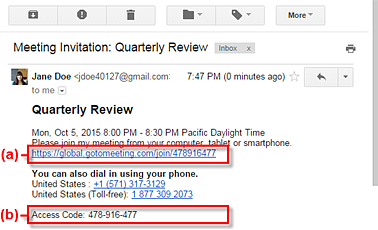 More
Meeting Invitation: Quarterly Review Inbox x
Jane Doe <jdoe40127@gmail.com> 7:47 PM (0 minutes ago)
to me
Quarterly Review
Mon, Oct 5, 2015 8:00 PM - 8:30 PM Pacific Daylight Time
Please join my meeting from your computer, tablet or smartphone.
(a) https://global.gotomeeting.com/join/478916477
You can also dial in using your phone.
United States : +1 (571) 317-3129
United States (Toll-free): 1 877 309 2073
(b) Access Code: 478-916-477